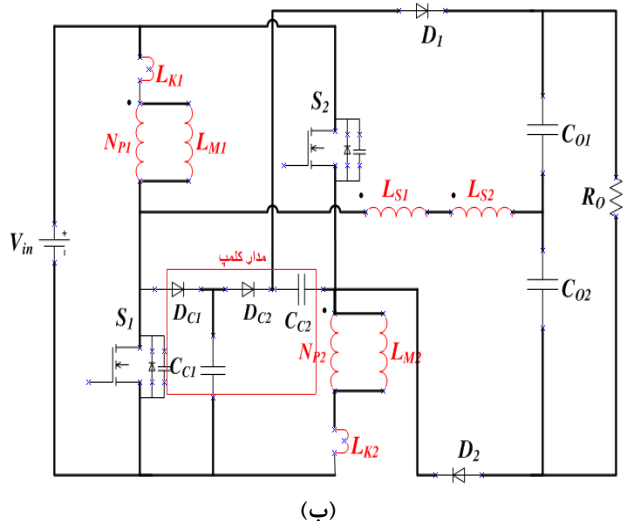 D1
LK1
S2
NP1
LM1
CO1
LS1
LS2
RO
Vin
+
-
مدار کلمپ
S1
DC1
DC2
CC2
CO2
CC1
NP2
LM2
LK2
D2
(ب)